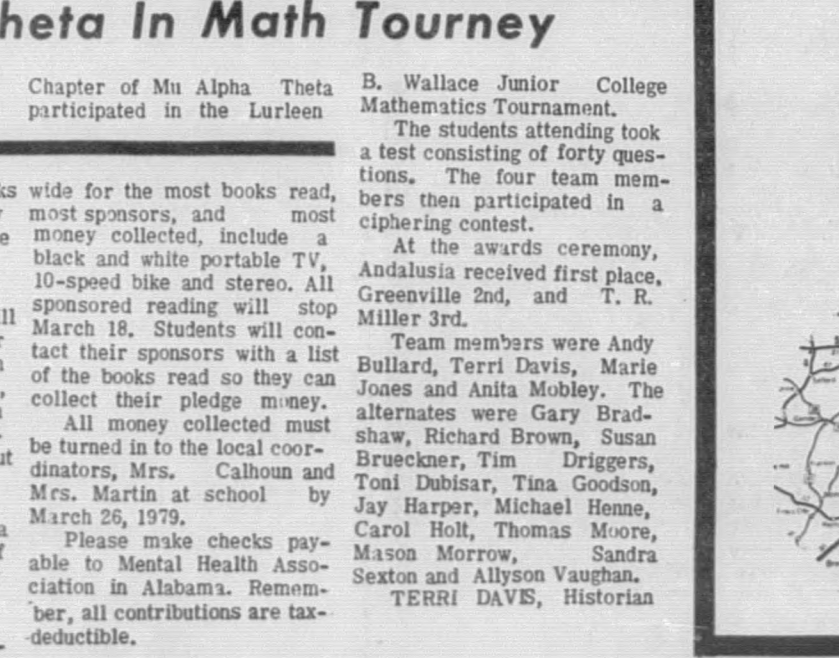 heta In Math Tourney
Chapter of Mu Alpha Theta
participated in the Lurleen
B. Wallace Junior College
Mathematics Tournament.
The students attending took
a test consisting of forty ques-
tions. The four team mem-
bers then participated in a
ciphering contest.
At the awards ceremony,
Andalusia received first place,
Greenville 2nd, and T. R.
Miller 3rd.
Team members were Andy
Bullard, Terri Davis, Marie
Jones and Anita Mobley. The
alternates were Gary Brad-
shaw, Richard Brown, Susan
Brueckner, Tim Driggers,
Toni Dubisar, Tina Goodson,
Jay Harper, Michael Henne,
Carol Holt, Thomas Moore,
Mason Morrow, Sandra
Sexton and Allyson Vaughan.
TERRI DAVIS, Historian
wide for the most books read,
most sponsors, and most
money collected, include a
black and white portable TV,
10-speed bike and stereo. All
sponsored reading will stop
March 18. Students will con-
tact their sponsors with a list
of the books read so they can
collect their pledge money.
All money collected must
be turned in to the local coor-
dinators, Mrs. Calhoun and
Mrs. Martin at school by
March 26, 1979.
Please make checks pay-
able to Mental Health Asso-
ciation in Alabama. Remem-
ber, all contributions are tax-
deductible.